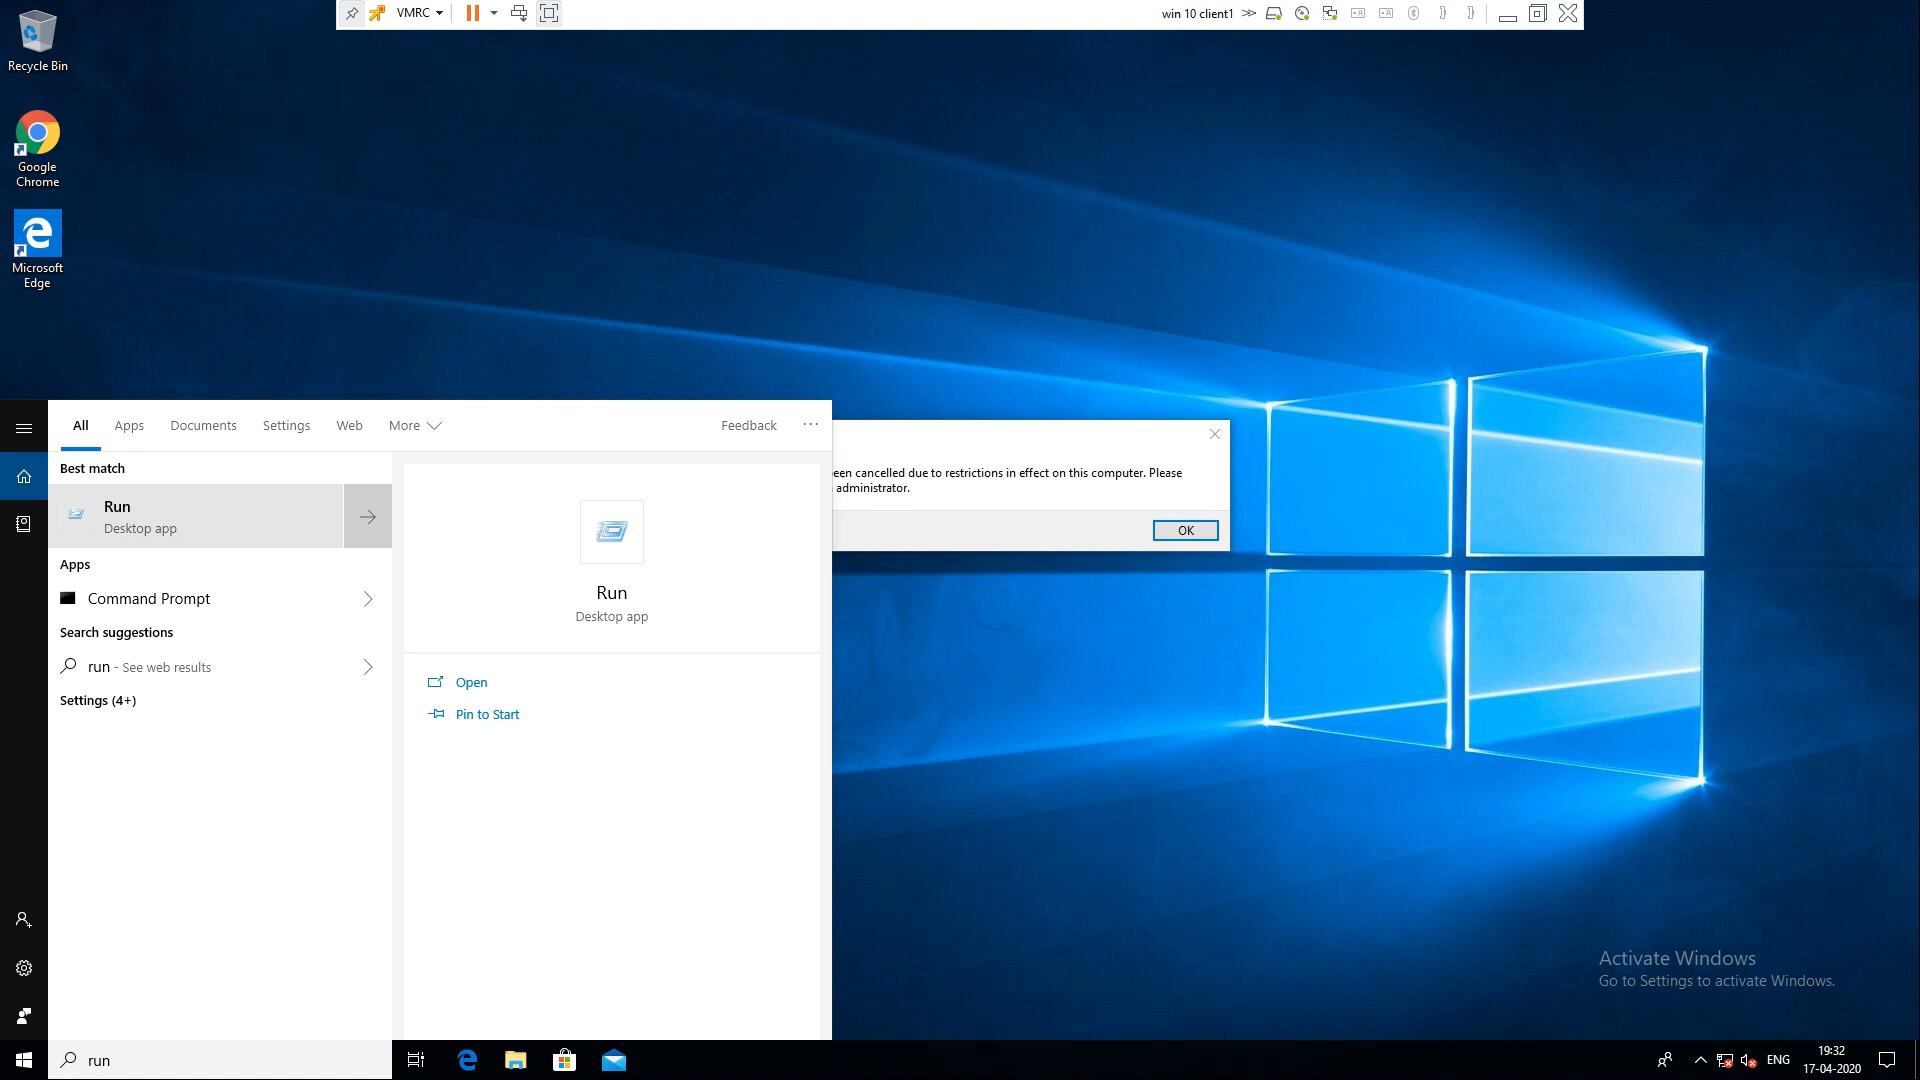 VMRC
win 10 client1
Recycle Bin
Google
Chrome
Microsoft
Edge
All
Apps
Documents
Settings
Web
More
Feedback
Best match
Run
Desktop app
Apps
Command Prompt
Search suggestions
run - See web results
Settings (4+)
Run
Desktop app
Open
Pin to Start
een cancelled due to restrictions in effect on this computer. Please
administrator.
OK
Activate Windows
Go to Settings to activate Windows.
run
ENG
19:32
17-04-2020